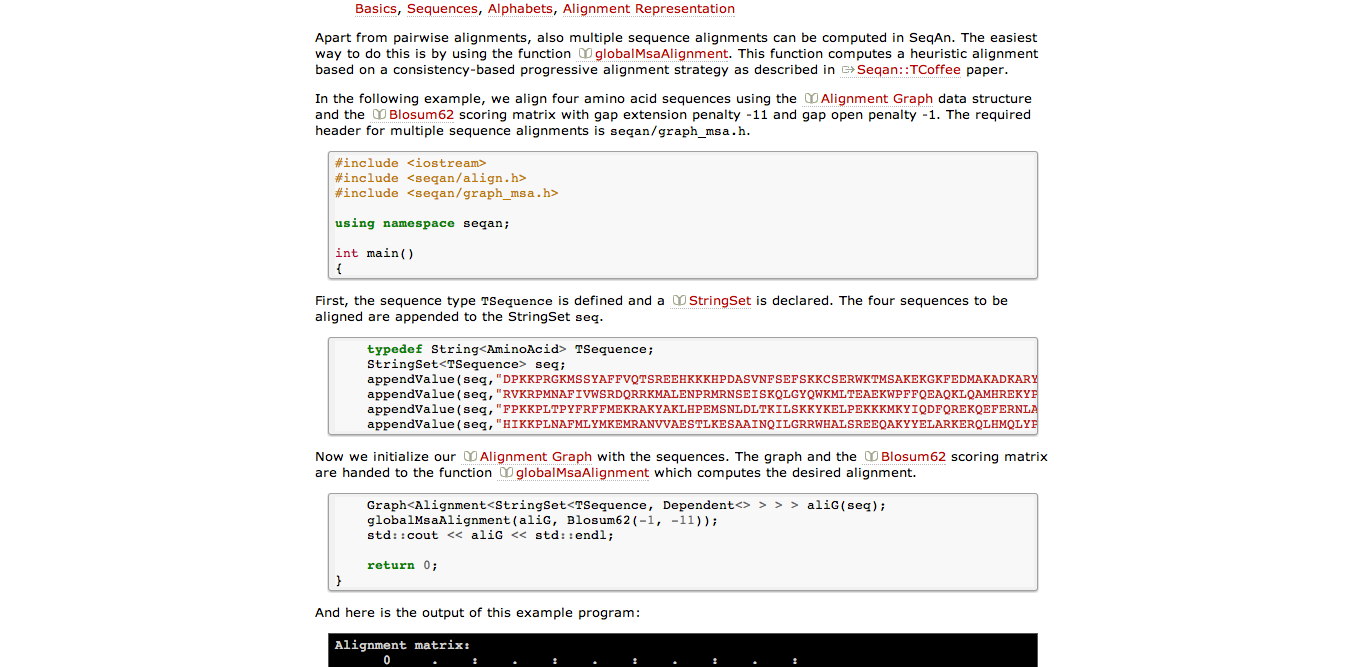 Basics, Sequences, Alphabets, Alignment Representation
Apart from pairwise alignments, also multiple sequence alignments can be computed in SeqAn. The easiest
way to do this is by using the function globalMsaAlignment. This function computes a heuristic alignment
based on a consistency-based progressive alignment strategy as described in Seqan::TCoffee paper.
In the following example, we align four amino acid sequences using the Alignment Graph data structure
and the Blosum62 scoring matrix with gap extension penalty -11 and gap open penalty -1. The required
header for multiple sequence alignments is seqan/graph_msa.h.
#include <iostream>
#include <seqan/align.h>
#include <seqan/graph_msa.h>
using namespace seqan;
int main()
{
First, the sequence type TSequence is defined and a StringSet is declared. The four sequences to be
aligned are appended to the StringSet seq.
typedef String<AminoAcid> TSequence;
StringSet<TSequence> seq;
appendValue(seq,"DPKKPRGKMSSYAFFVQTSREEHKKKHPDASVNFSEFSKKCSERWKTMSAKEKGKFEDMAKADKARY
appendValue(seq,"RVKRPMNAFIVWSRDQRRKMALENPRMRNSEISKQLGYQWKMLTEAEKWPFFQEAQKLQAMHREKYP
appendValue(seq,"FPKKPLTPYFRFFMEKRAKYAKLHPEMSNLDLTKILSKKYKELPEKKKMKYIQDFQREKQEFERNLA
appendValue(seq,"HIKKPLNAFMLYMKEMRANVVAESTLKESAAINQILGRRWHALSREEQAKYYELARKERQLHMQLYP
Now we initialize our Alignment Graph with the sequences. The graph and the Blosum62 scoring matrix
are handed to the function globalMsaAlignment which computes the desired alignment.
Graph<Alignment<StringSet<TSequence, Dependent<> > > > aliG(seq);
globalMsaAlignment(aliG, Blosum62(-1, -11));
std::cout << aliG << std::endl;
return 0;
}
And here is the output of this example program:
Alignment matrix:
0 . : . : . : . : . :